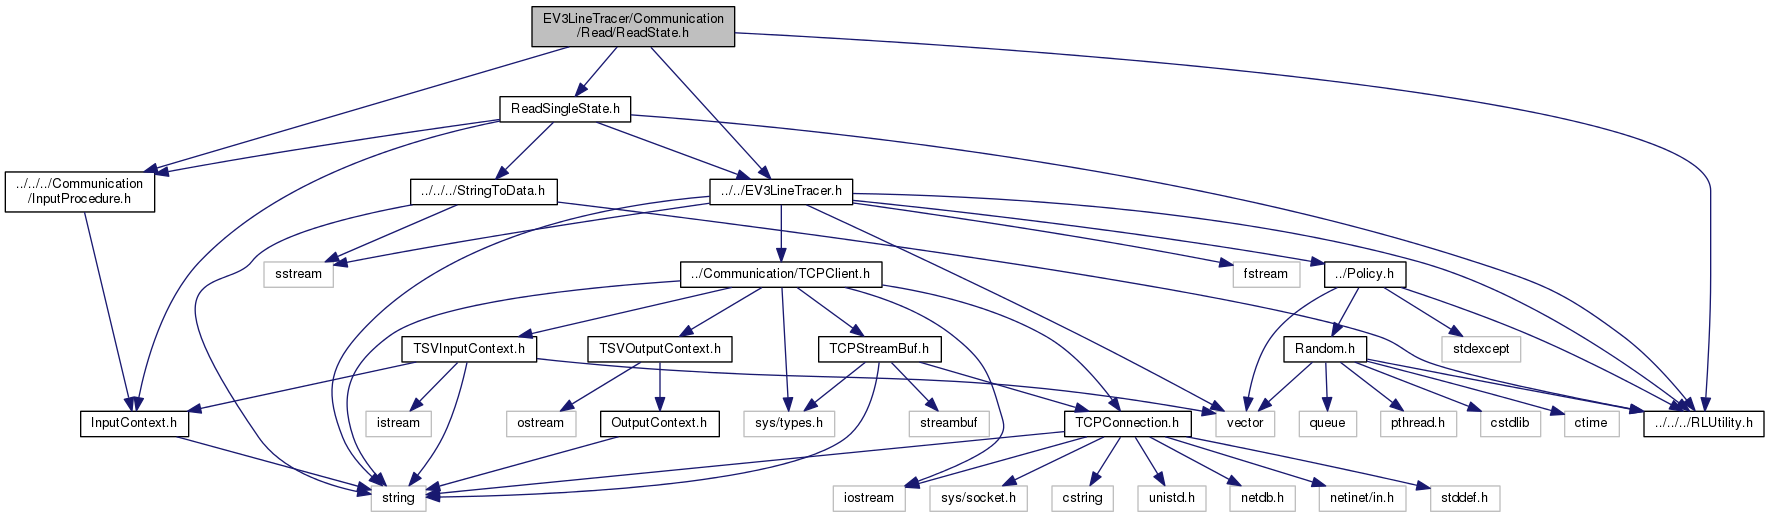 EV3LineTracer/Communication
/Read/ReadState.h
ReadSingleState.h
../../../Communication
/InputProcedure.h
../../../StringToData.h
../../EV3LineTracer.h
sstream
../Communication/TCPClient.h
fstream
../Policy.h
TSVInputContext.h
TSVOutputContext.h
TCPStreamBuf.h
Random.h
stdexcept
InputContext.h
istream
ostream
OutputContext.h
sys/types.h
streambuf
TCPConnection.h
vector
queue
pthread.h
cstdlib
ctime
../../../RLUtility.h
string
iostream
sys/socket.h
cstring
unistd.h
netdb.h
netinet/in.h
stddef.h